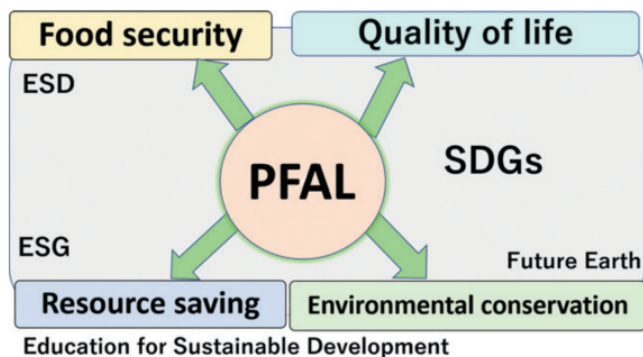 Food security
Quality of life
ESD
PFAL
SDGs
ESG
Future Earth
Resource saving
Environmental conservation
Education for Sustainable Development